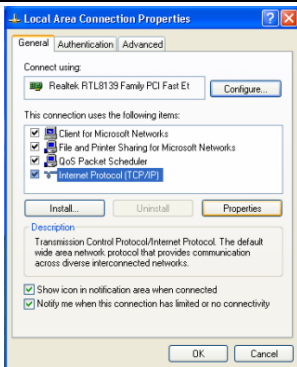 Local Area Connection Properties
General Authentication Advanced
Connect using:
Realtek RTL8139 Family PCI Fast Et
Configure...
This connection uses the following items:
Client for Microsoft Networks
File and Printer Sharing for Microsoft Networks
QoS Packet Scheduler
Internet Protocol (TCP/IP)
Install... Uninstall Properties
Description
Transmission Control Protocol/Internet Protocol. The default
wide area network protocol that provides communication
across diverse interconnected networks.
Show icon in notification area when connected
Notify me when this connection has limited or no connectivity
OK Cancel